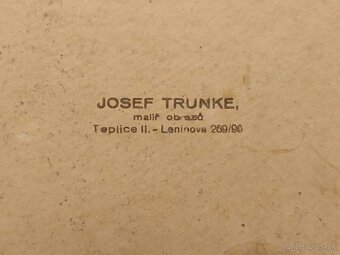 JOSEF TRUNKE,
malíř obrazů
Teplice II. - Leninova 269/90